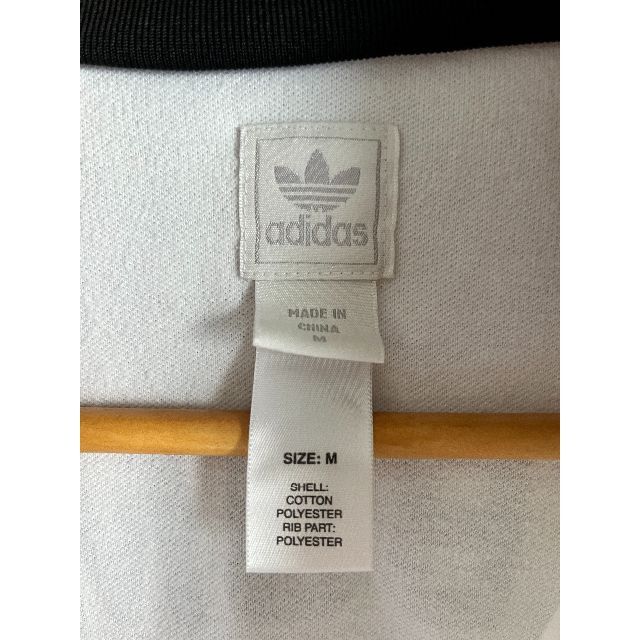 adidas
MADE IN
CHINA
M
SIZE: M
SHELL:
COTTON
POLYESTER
RIB PART:
POLYESTER